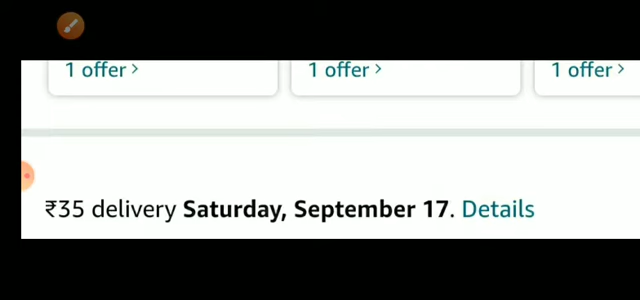 1 offer > 1 offer > 1 offer >
₹35 delivery Saturday, September 17. Details